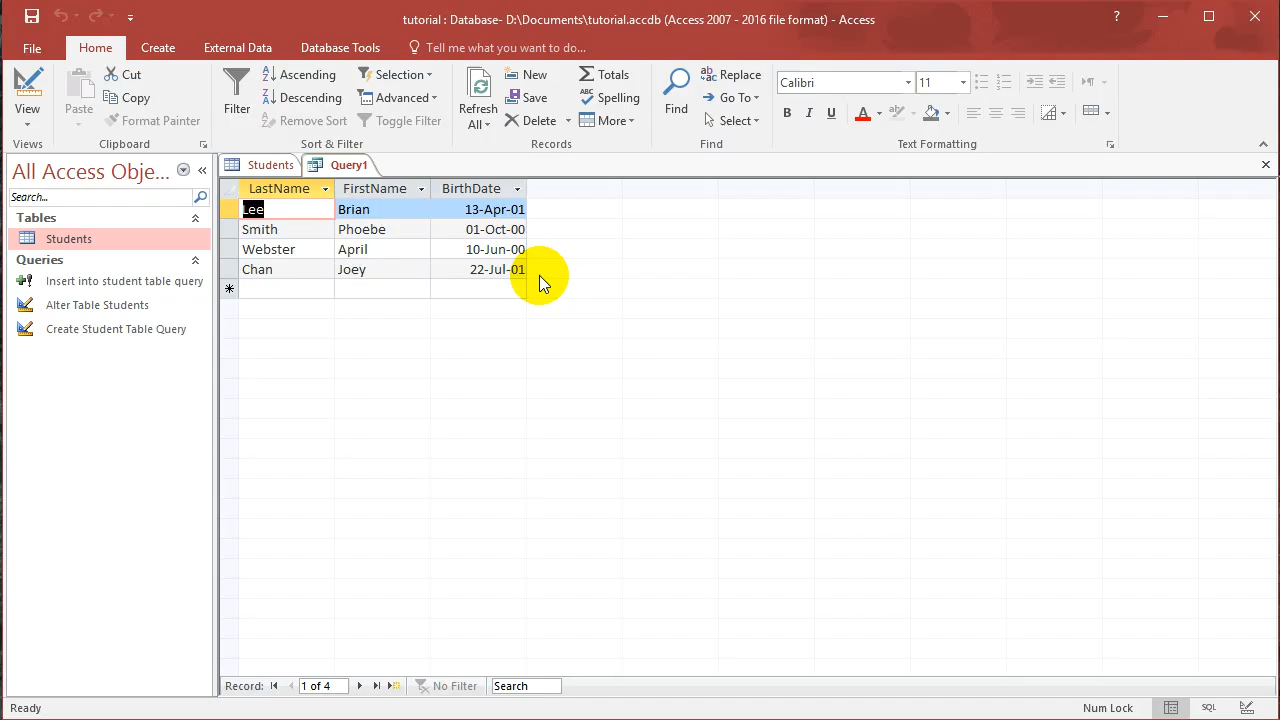 tutorial : Database- D:\Documents\tutorial.accdb (Access 2007 - 2016 file format) - Access
?
File Home Create External Data Database Tools Tell me what you want to do...
View
Views
Paste
Cut
Copy
Format Painter
Clipboard
Filter
Ascending
Descending
Remove Sort
Selection
Advanced
Toggle Filter
Sort & Filter
Refresh
All
New
Save
Delete
Totals
Spelling
More
Records
Find
Replace
Go To
Select
Find
Calibri 11
B I U A
Text Formatting
All Access Obje...
Search...
Tables
Students
Queries
Insert into student table query
Alter Table Students
Create Student Table Query
Students Query1
LastName FirstName BirthDate
Lee Brian 13-Apr-01
Smith Phoebe 01-Oct-00
Webster April 10-Jun-00
Chan Joey 22-Jul-01
*
Record: 1 of 4 No Filter Search
Ready Num Lock SQL